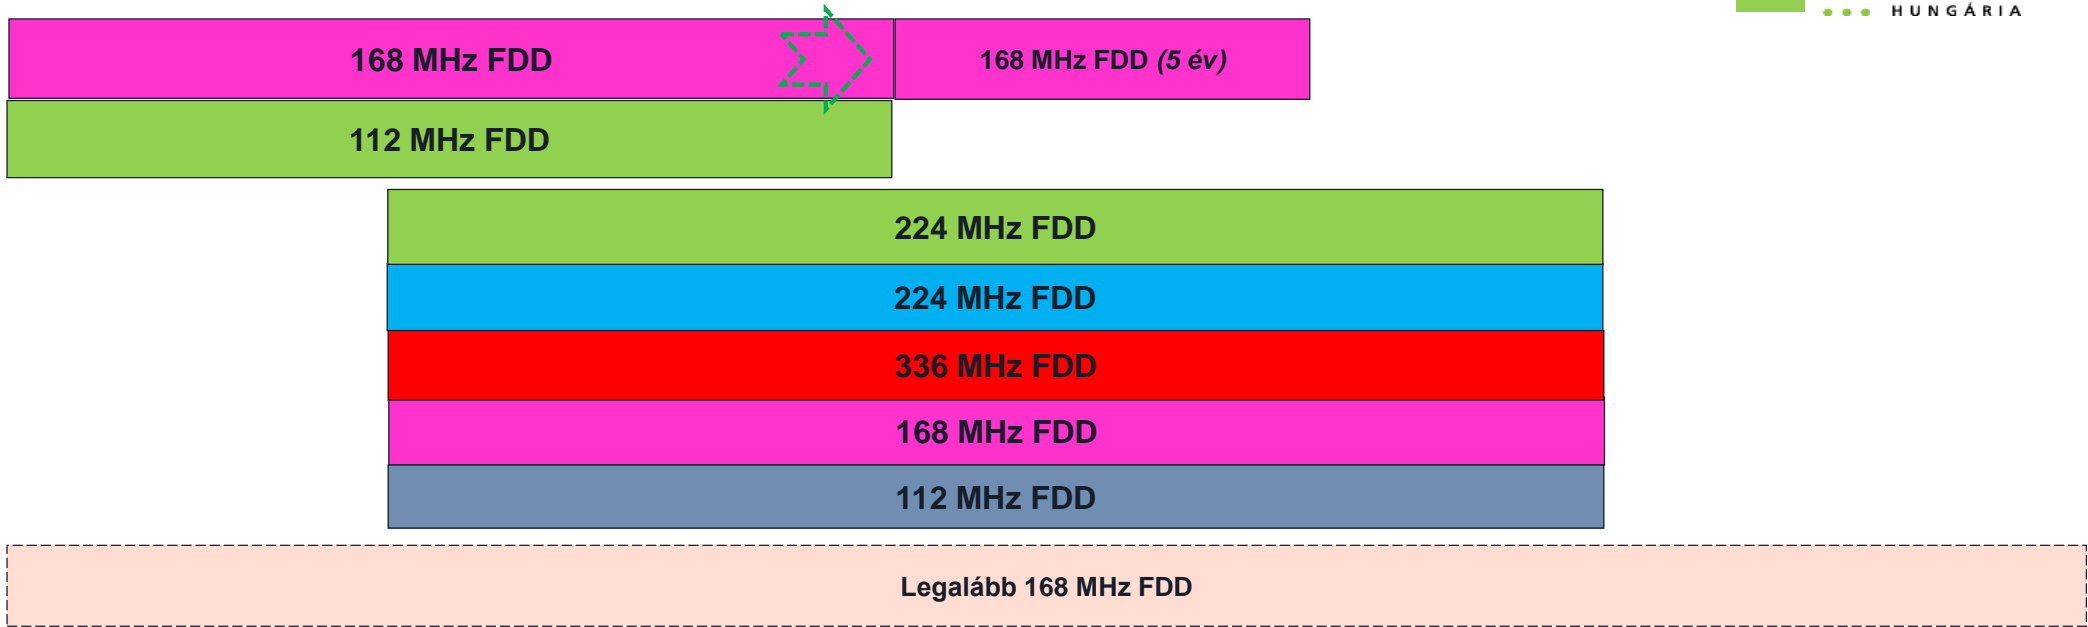 HUNGÁRIA
168 MHz FDD
168 MHz FDD (5 év)
112 MHz FDD
224 MHz FDD
224 MHz FDD
336 MHz FDD
168 MHz FDD
112 MHz FDD
Legalább 168 MHz FDD